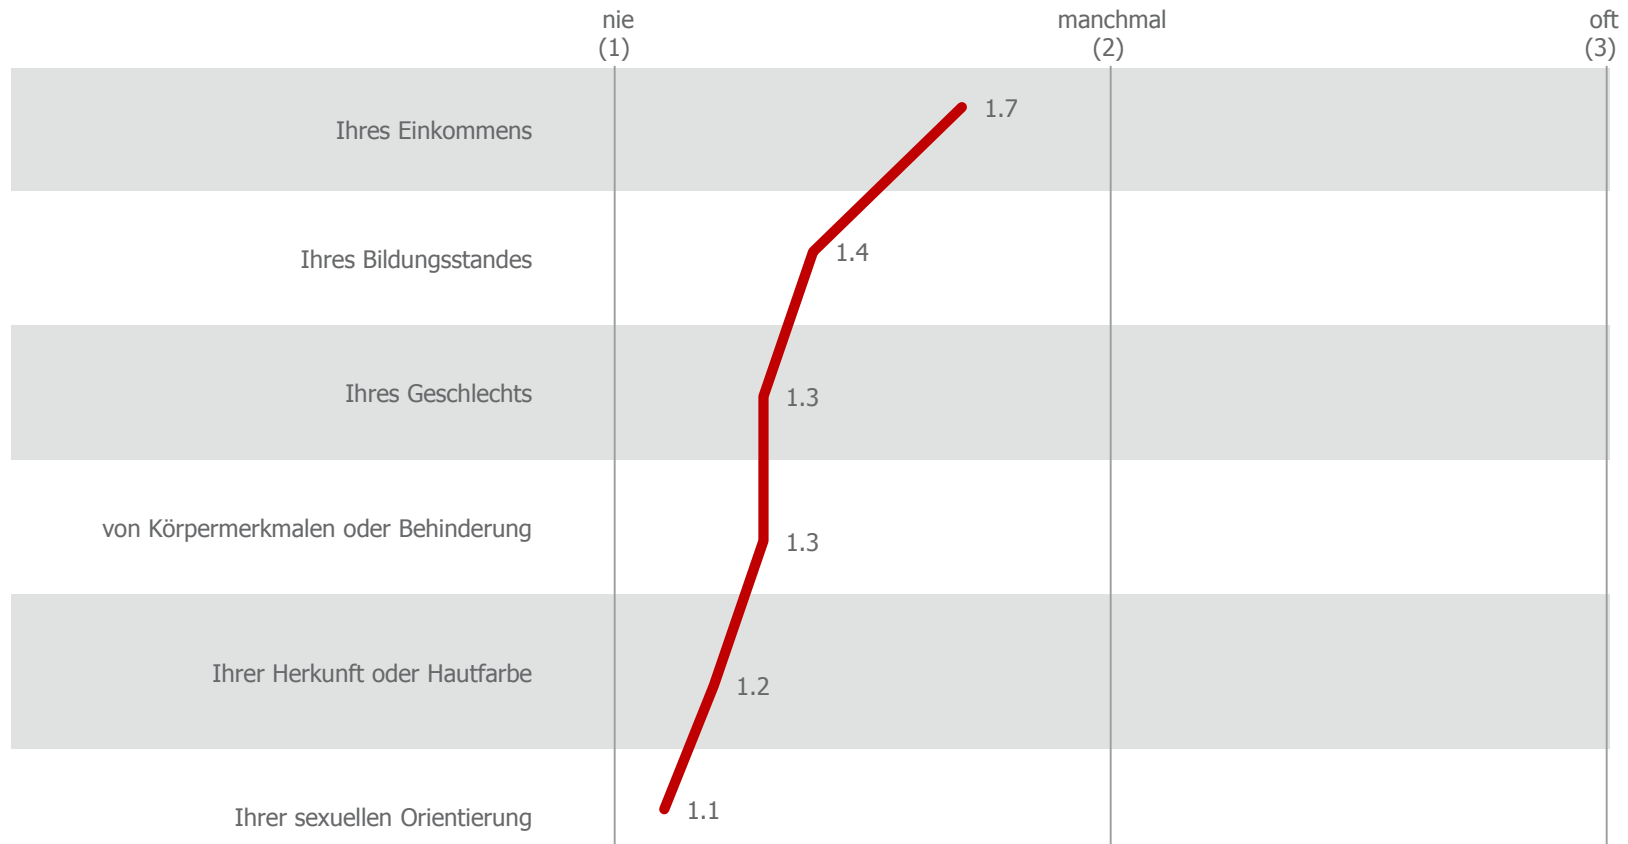 nie manchmal oft
(1) (2) (3)
Ihres Einkommens 1.7
Ihres Bildungsstandes 1.4
Ihres Geschlechts 1.3
von Körpermerkmalen oder Behinderung 1.3
Ihrer Herkunft oder Hautfarbe 1.2
Ihrer sexuellen Orientierung 1.1